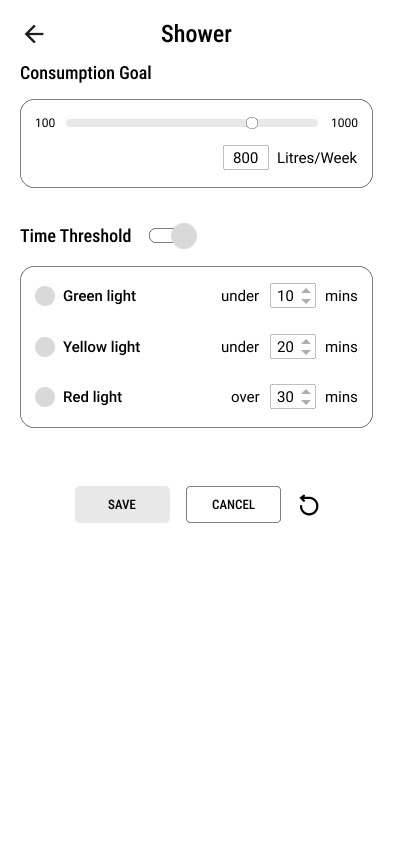 Shower
Consumption Goal
100 1000
800 Litres/Week
Time Threshold
Green light under 10 mins
Yellow light under 20 mins
Red light over 30 mins
SAVE CANCEL